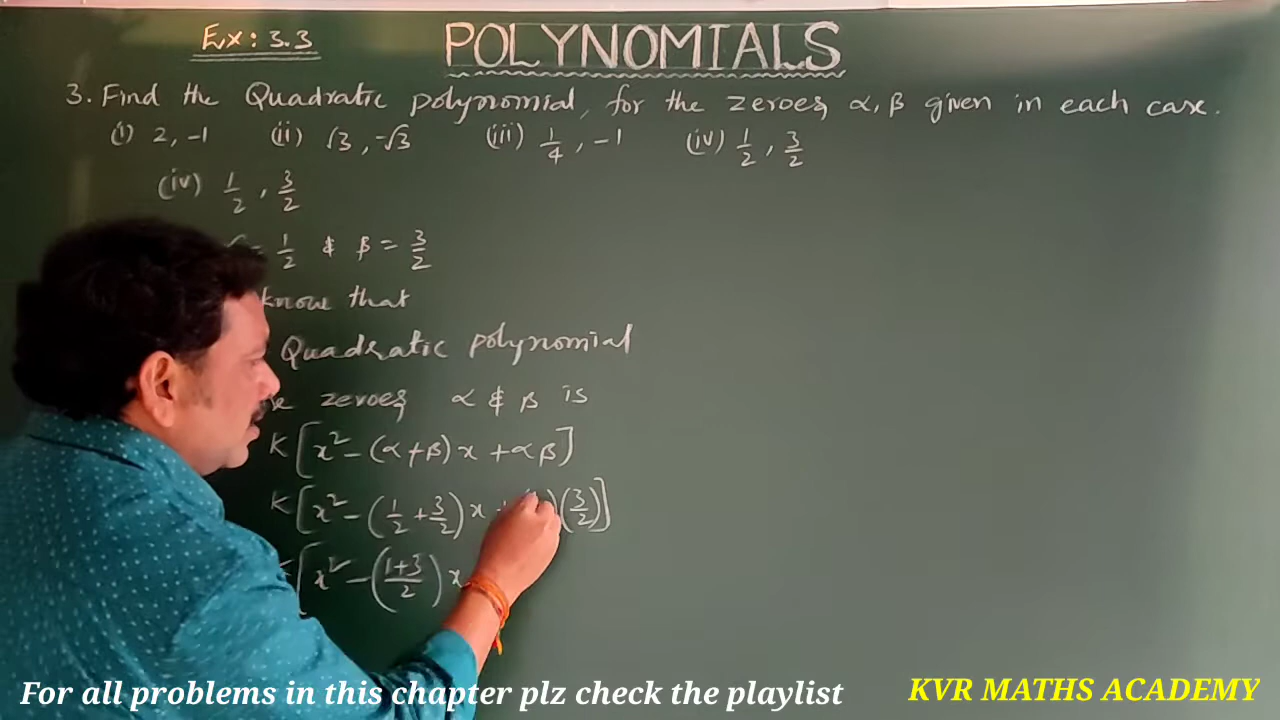 Ex: 3.3
POLYNOMIALS
3. Find the Quadratic polynomial, for the zeroes α, β given in each case.
(i) 2, -1 (ii) √3, -√3 (iii) 1/4, -1 (iv) 1/2, 3/2
(iv) 1/2, 3/2
= 1/2 & β = 3/2
know that
Quadratic polynomial
zeroes α & β is
K[x² - (α+β)x + αβ]
K[x² - (1/2 + 3/2)x (3/2)]
[x² - (1+3/2)x
For all problems in this chapter plz check the playlist
KVR MATHS ACADEMY